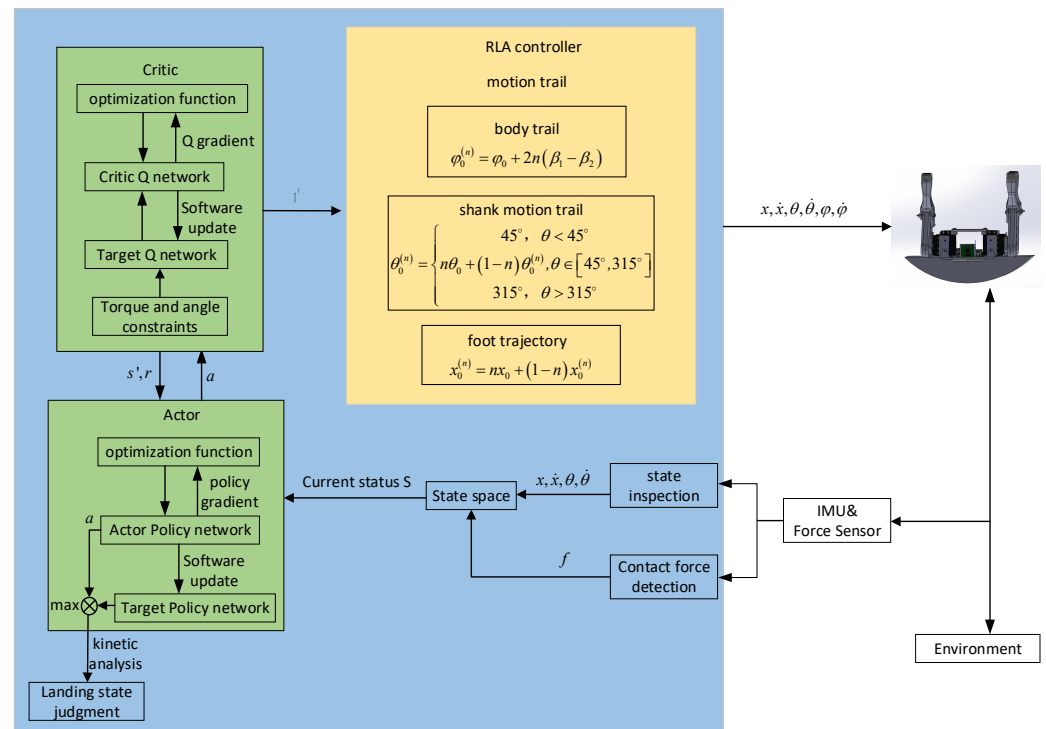 Critic
optimization function
Q gradient
Critic Q network
Software
update
Target Q network
Torque and angle
constraints
s',r
a
Actor
optimization function
policy
gradient
a
Actor Policy network
Software
update
max
Target Policy network
kinetic
analysis
Landing state
judgment
RLA controller
motion trail
body trail
φ₀⁽ⁿ⁾ = φ₀ + 2n(β₁ − β₂)
shank motion trail
45°, θ < 45°
θ₀⁽ⁿ⁾ = { nθ₀ + (1−n)θ₀⁽ⁿ⁾, θ ∈ [45°, 315°]
315°, θ > 315°
foot trajectory
x₀⁽ⁿ⁾ = nx₀ + (1−n)x₀⁽ⁿ⁾
x, ẋ, θ, θ̇, φ, φ̇
Current status S
State space
x, ẋ, θ, θ̇
state
inspection
f
Contact force
detection
IMU&
Force Sensor
Environment